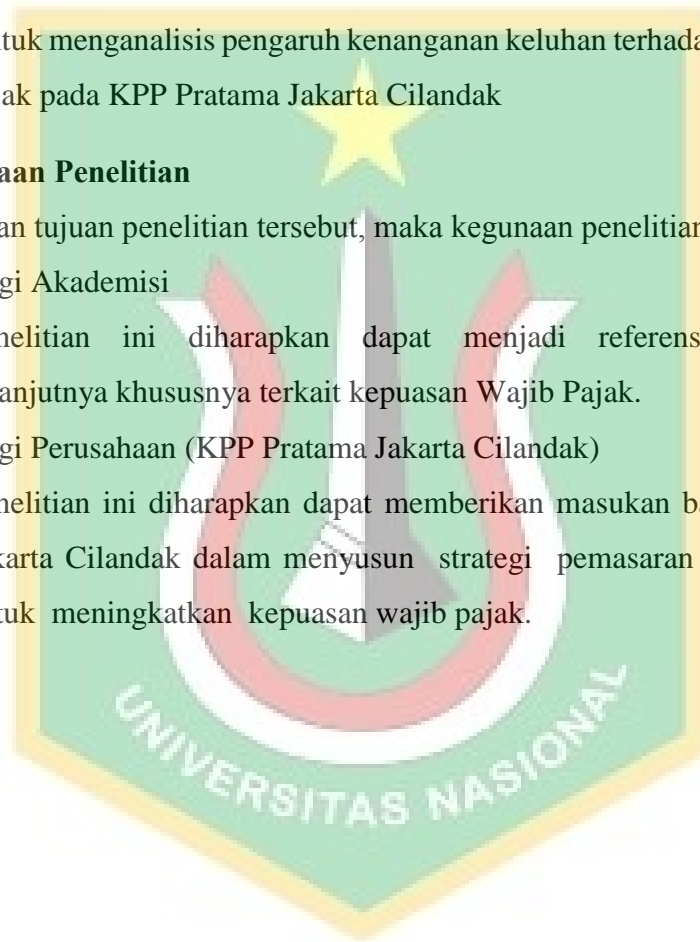 tuk menganalisis pengaruh kenanganan keluhan terhada
ak pada KPP Pratama Jakarta Cilandak
aan Penelitian
an tujuan penelitian tersebut, maka kegunaan penelitian
gi Akademisi
nelitian ini diharapkan dapat menjadi referens
anjutnya khususnya terkait kepuasan Wajib Pajak.
gi Perusahaan (KPP Pratama Jakarta Cilandak)
nelitian ini diharapkan dapat memberikan masukan b
karta Cilandak dalam menyusun strategi pemasaran
tuk meningkatkan kepuasan wajib pajak.
UNIVERSITAS NASIONAL